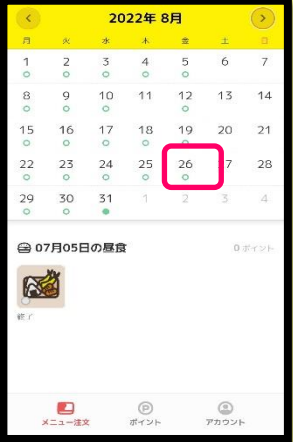 2022年 8月
月 火 水 木 金 土 日
1 2 3 4 5 6 7
8 9 10 11 12 13 14
15 16 17 18 19 20 21
22 23 24 25 26 27 28
29 30 31 1 2 3 4
07月05日の昼食 0 ポイント
終了
メニュー注文 ポイント アカウント